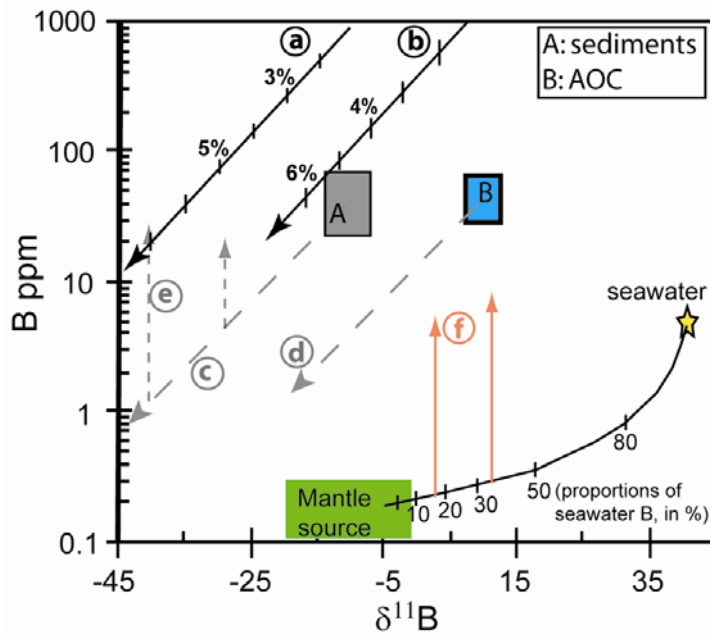 1000
100
10
1
0.1
B ppm
-45
-25
-5
15
35
δ¹¹B
A: sediments
B: AOC
a
b
3%
5%
4%
6%
A
B
c
d
e
f
seawater
Mantle
source
10
20
30
50
80
(proportions of
seawater B, in %)